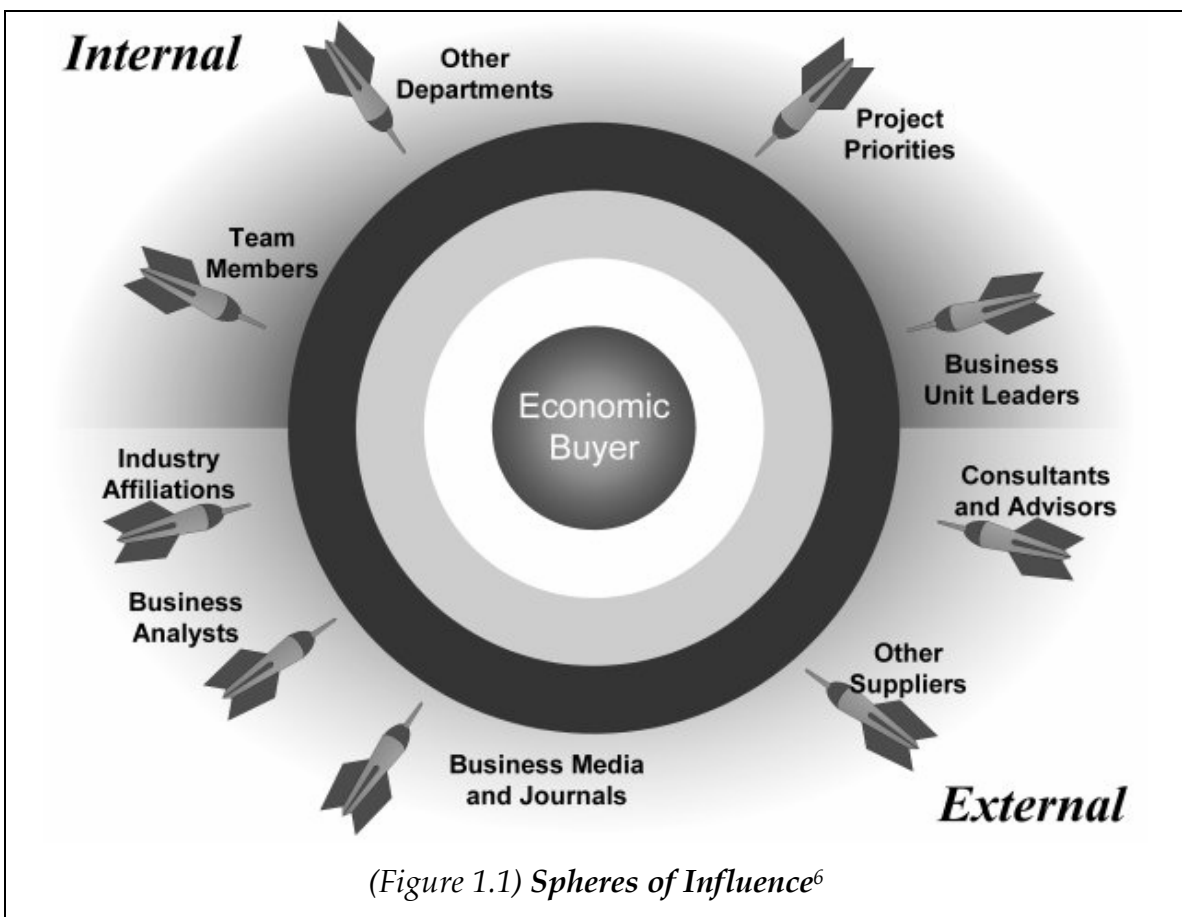 Internal
Other
Departments
Project
Priorities
Team
Members
Business
Unit Leaders
Economic
Buyer
Industry
Affiliations
Consultants
and Advisors
Business
Analysts
Other
Suppliers
Business Media
and Journals
External
(Figure 1.1) Spheres of Influence⁶